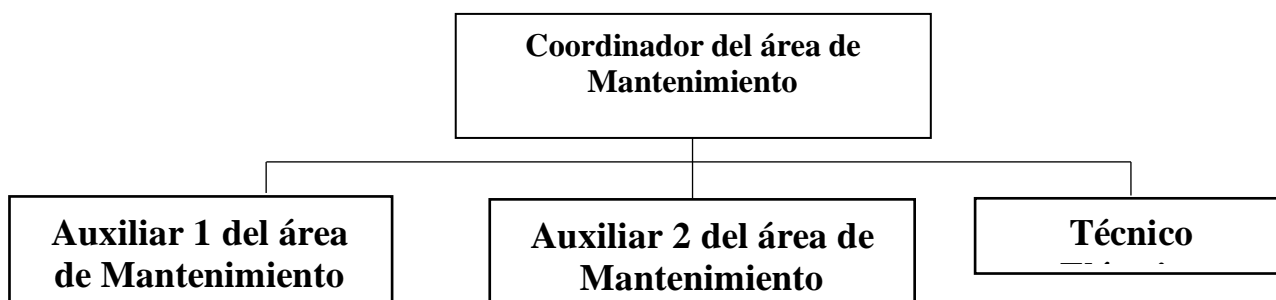 Coordinador del área de
Mantenimiento
Auxiliar 1 del área
de Mantenimiento
Auxiliar 2 del área de
Mantenimiento
Técnico